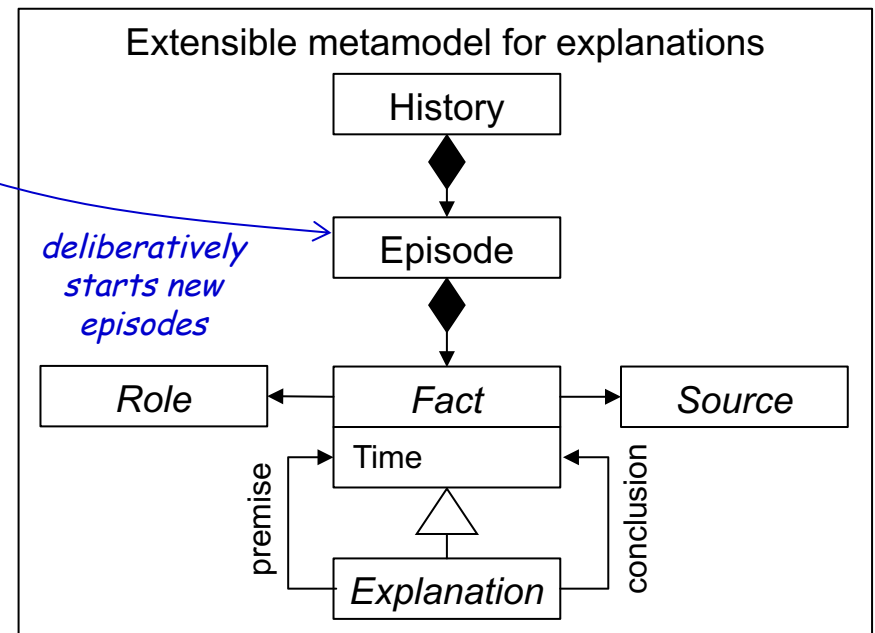 Extensible metamodel for explanations
History
deliberatively
starts new
episodes
Episode
Role
Fact
Source
Time
premise
conclusion
Explanation